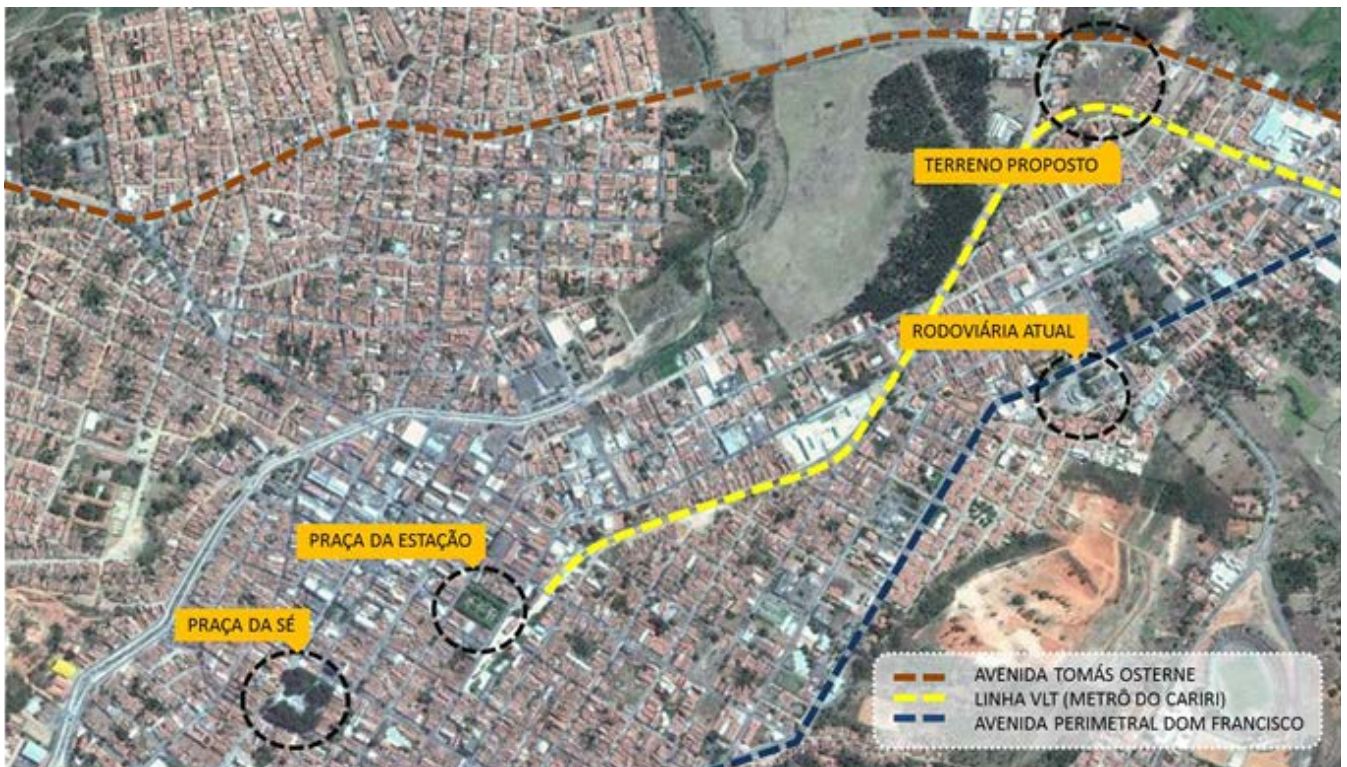 TERRENO PROPOSTO
RODOVIÁRIA ATUAL
PRAÇA DA ESTAÇÃO
PRAÇA DA SÉ
AVENIDA TOMÁS OSTERNE
LINHA VLT (METRÔ DO CARIRI)
AVENIDA PERIMETRAL DOM FRANCISCO